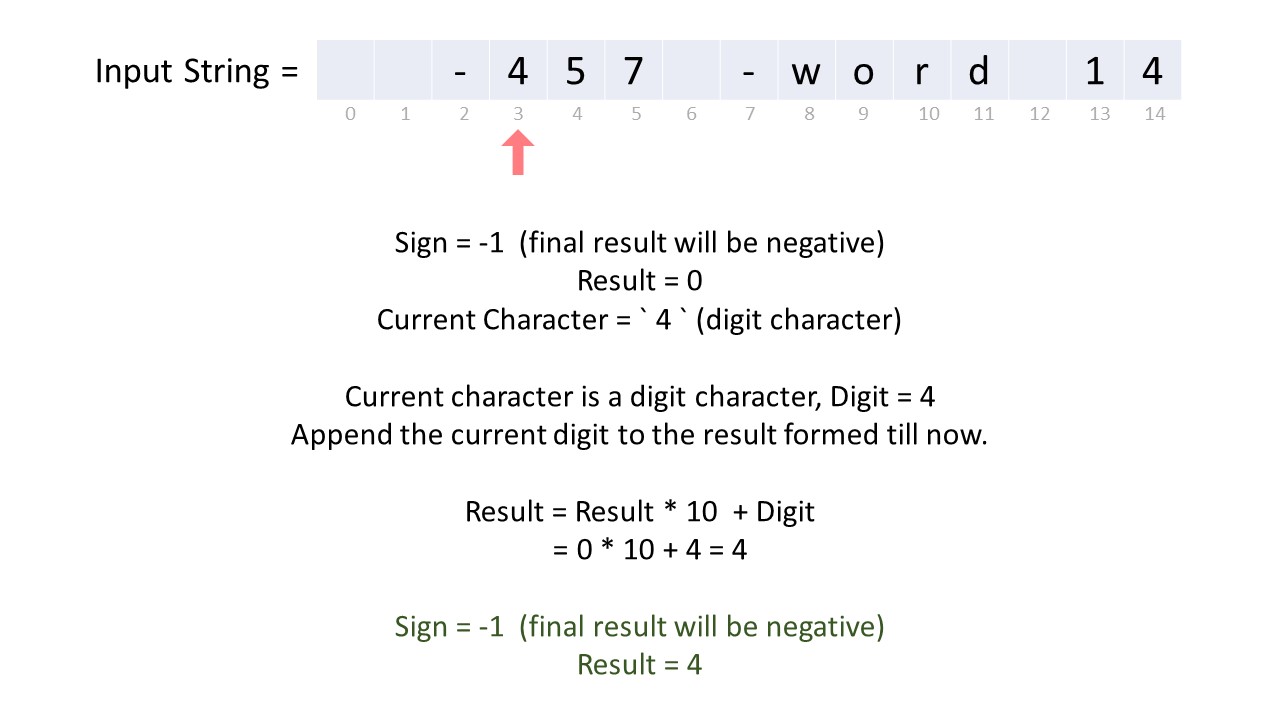 Input String = - 4 5 7 - w o r d 1 4
0 1 2 3 4 5 6 7 8 9 10 11 12 13 14
Sign = -1 (final result will be negative)
Result = 0
Current Character = ` 4 ` (digit character)
Current character is a digit character, Digit = 4
Append the current digit to the result formed till now.
Result = Result * 10 + Digit
= 0 * 10 + 4 = 4
Sign = -1 (final result will be negative)
Result = 4